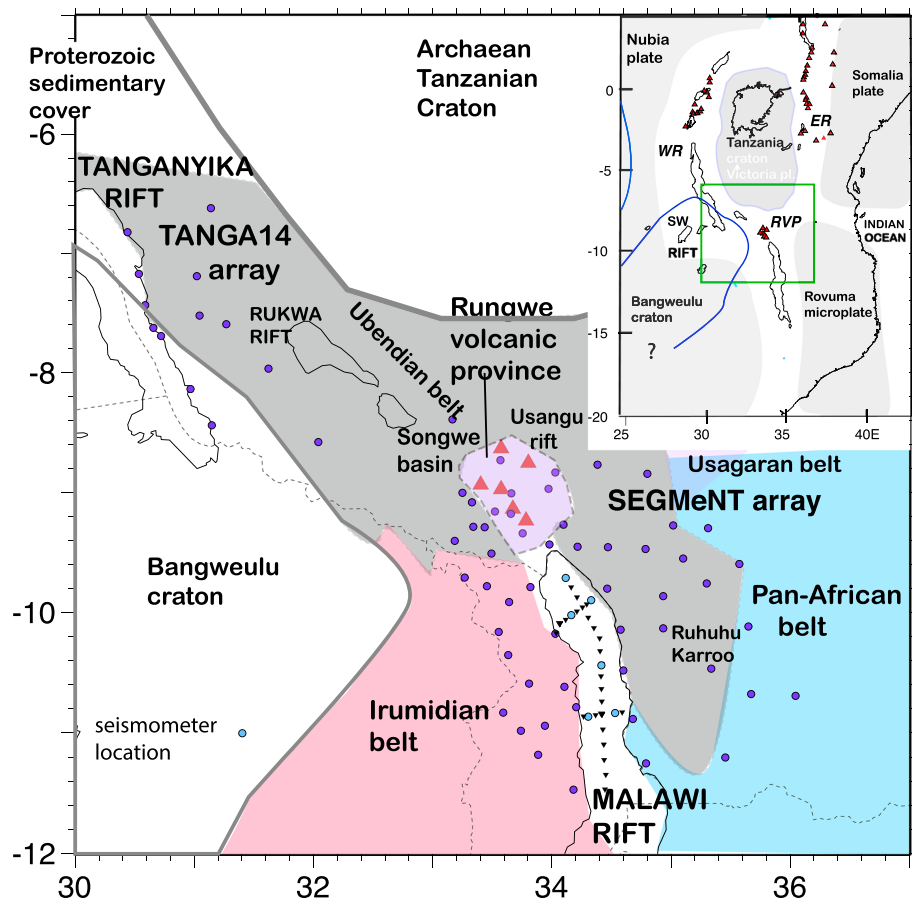 Proterozoic
sedimentary
cover
Archaean
Tanzanian
Craton
-6
TANGANYIKA
RIFT
TANGA14
array
RUKWA
RIFT
Ubendian belt
Rungwe
volcanic
province
Songwe
basin
Usangu
rift
-8
Usagaran belt
SEGMeNT array
Bangweulu
craton
-10
Pan-African
belt
Ruhuhu
Karroo
Irumidian
belt
seismometer
location
MALAWI
RIFT
-12
30
32
34
36
Nubia
plate
Somalia
plate
0
ER
Tanzania
craton
Victoria pl.
WR
-5
SW
RIFT
RVP
INDIAN
OCEAN
-10
Bangweulu
craton
Rovuma
microplate
-15
?
-20
25
30
35
40E